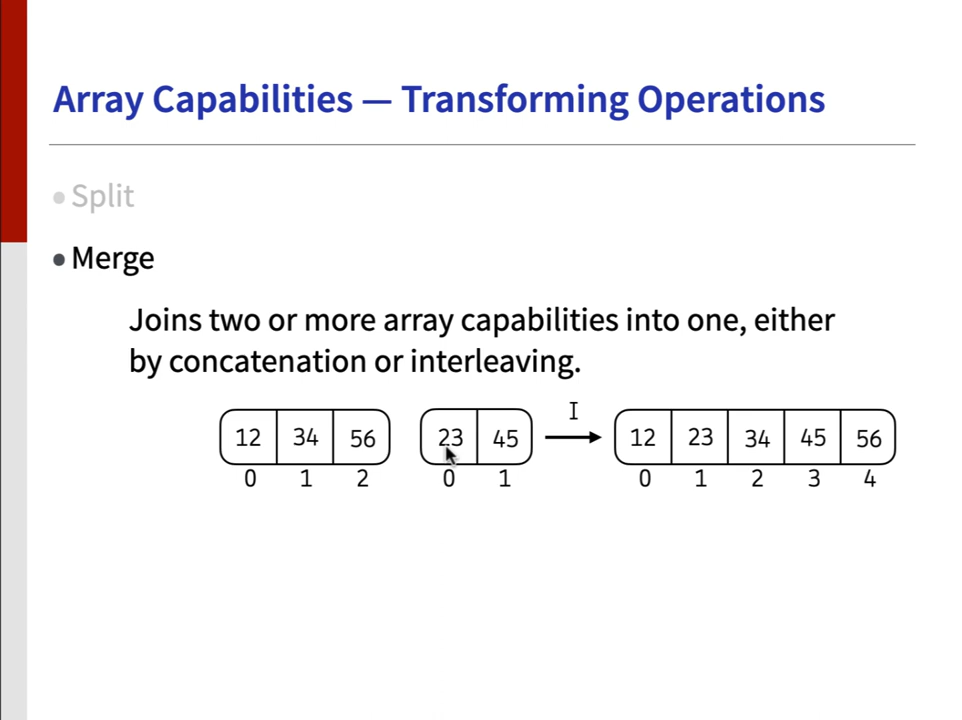 Array Capabilities — Transforming Operations
• Split
• Merge
Joins two or more array capabilities into one, either
by concatenation or interleaving.
I
12 34 56 23 45 12 23 34 45 56
0 1 2 0 1 0 1 2 3 4